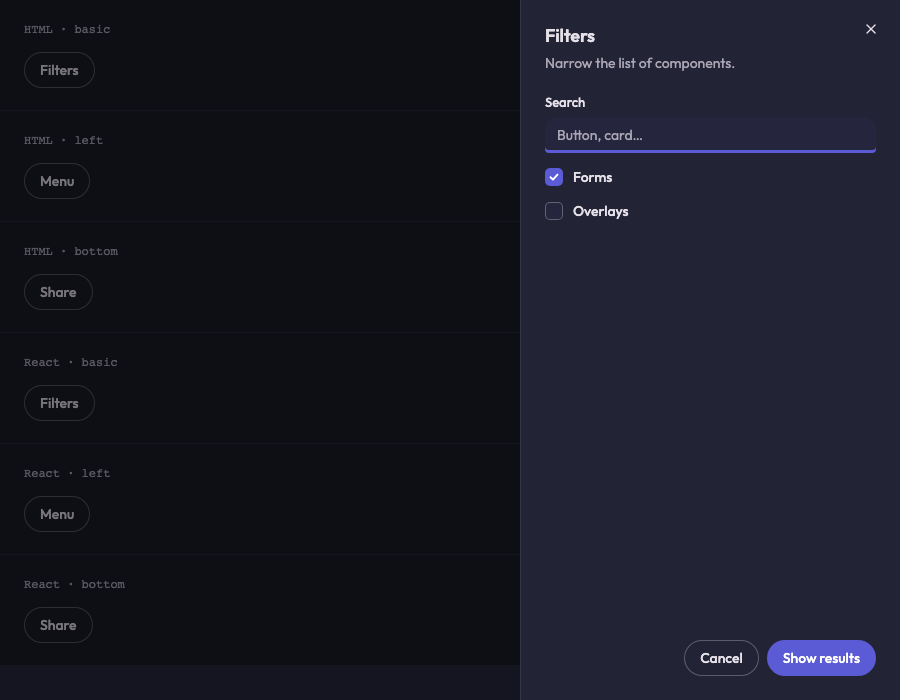 HTML • basic
Filters
HTML • left
Menu
HTML • bottom
Share
React • basic
Filters
React • left
Menu
React • bottom
Share
Filters
Narrow the list of components.
Search
Button, card…
Forms
Overlays
Cancel
Show results